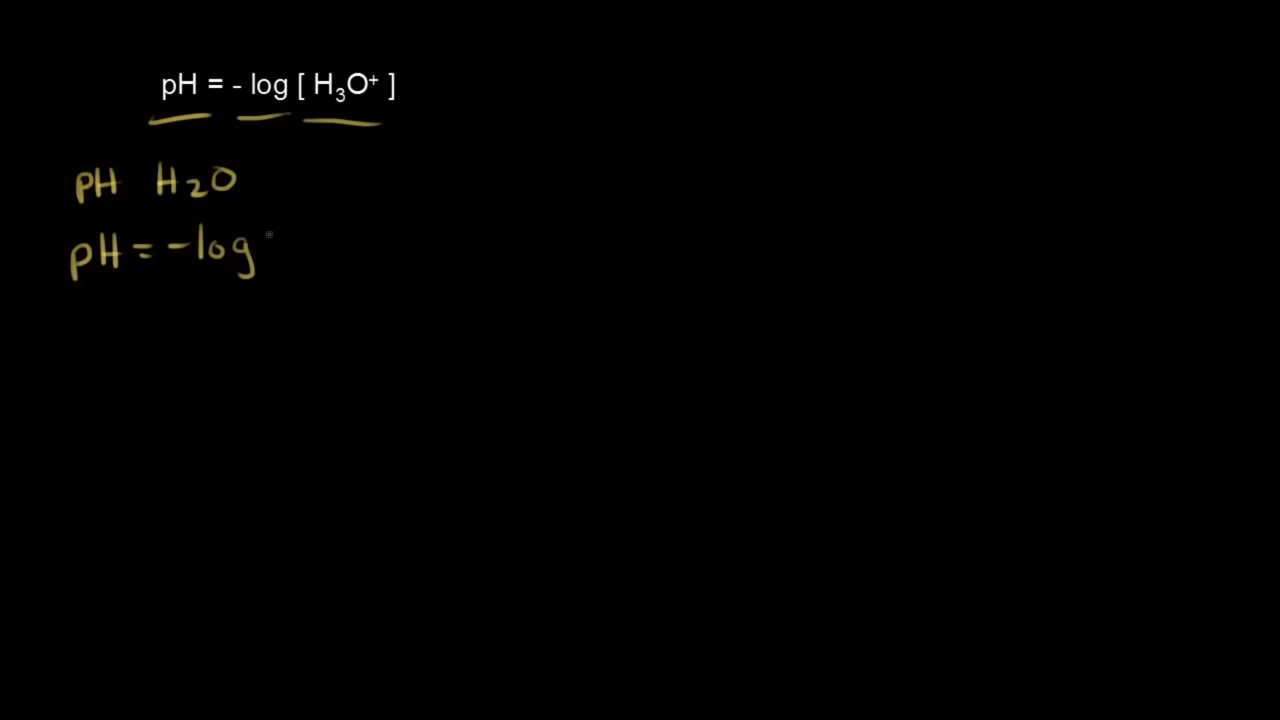 pH = - log [ H₃O⁺ ]
pH H₂O
pH = -log